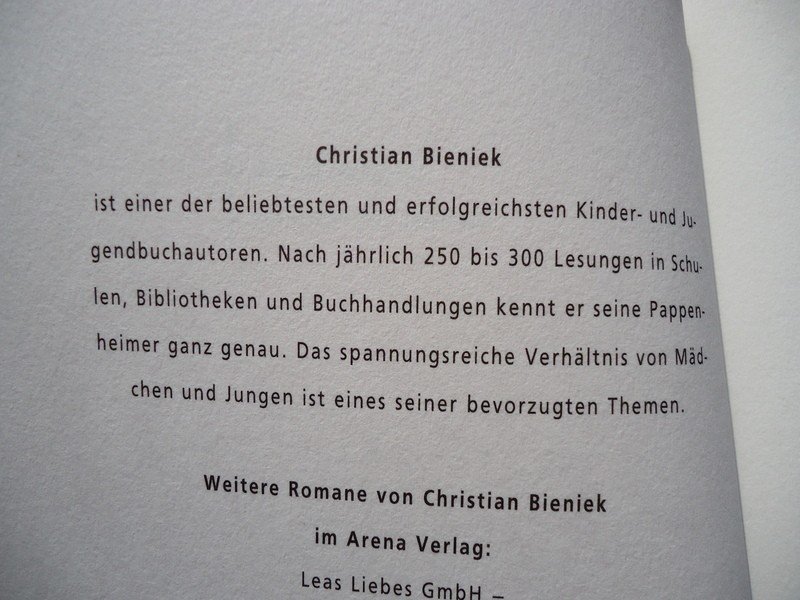 Christian Bieniek
ist einer der beliebtesten und erfolgreichsten Kinder- und Ju-
gendbuchautoren. Nach jährlich 250 bis 300 Lesungen in Schu-
len, Bibliotheken und Buchhandlungen kennt er seine Pappen-
heimer ganz genau. Das spannungsreiche Verhältnis von Mäd-
chen und Jungen ist eines seiner bevorzugten Themen.
Weitere Romane von Christian Bieniek
im Arena Verlag:
Leas Liebes GmbH –